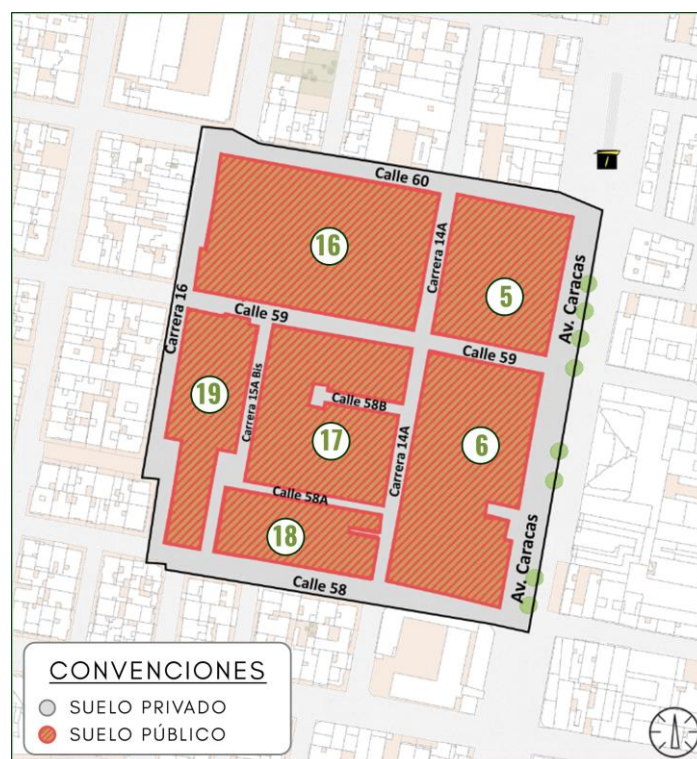 Calle 60
16
Carrera 14A
5
Av. Caracas
Carrera 16
Calle 59
Calle 59
19
Carrera 15A Bis
Calle 58B
17
Carrera 14A
6
Calle 58A
18
Calle 58
Av. Caracas
CONVENCIONES
SUELO PRIVADO
SUELO PÚBLICO